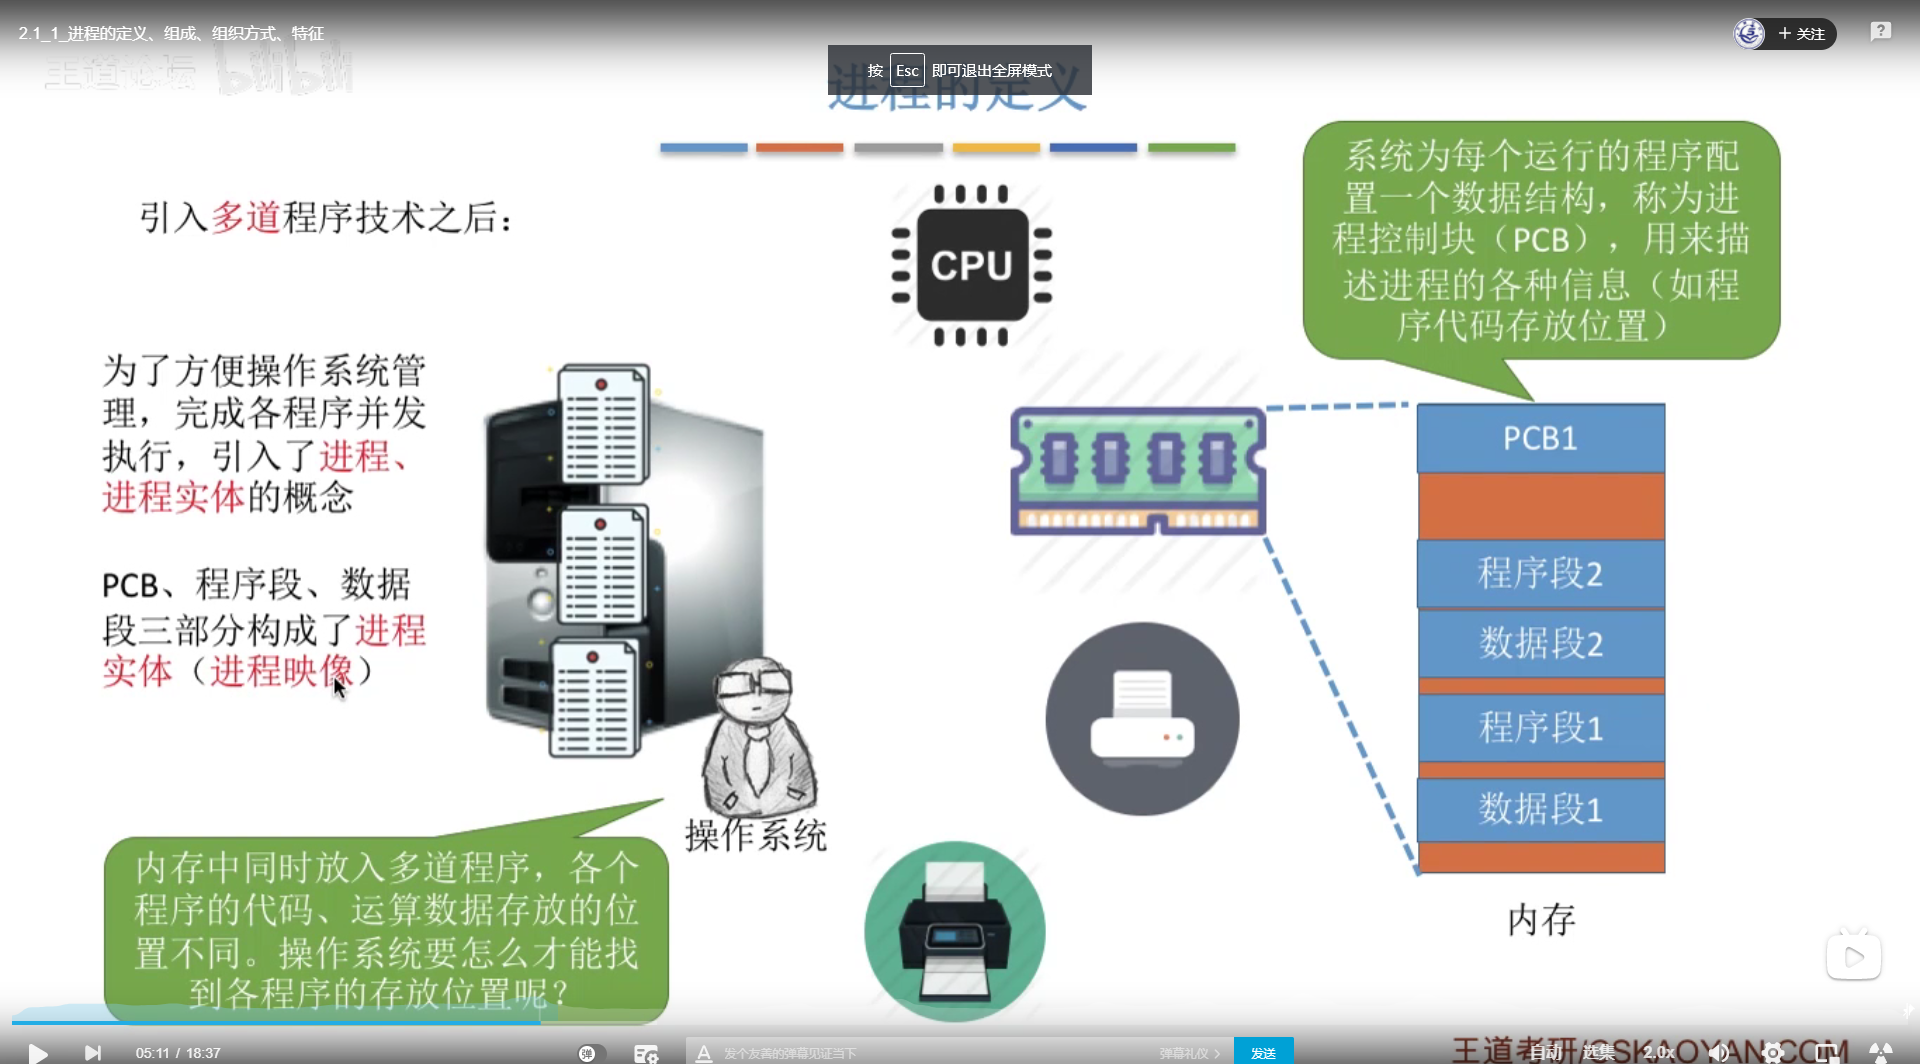 2.1_1_进程的定义、组成、组织方式、特征
+ 关注
王道论坛 bilibili
按 Esc 即可退出全屏模式
进程的定义
引入多道程序技术之后：
CPU
系统为每个运行的程序配
置一个数据结构，称为进
程控制块（PCB），用来描
述进程的各种信息（如程
序代码存放位置）
为了方便操作系统管
理，完成各程序并发
执行，引入了进程、
进程实体的概念
PCB、程序段、数据
段三部分构成了进程
实体（进程映像）
PCB1
程序段2
数据段2
程序段1
数据段1
内存
操作系统
内存中同时放入多道程序，各个
程序的代码、运算数据存放的位
置不同。操作系统要怎么才能找
到各程序的存放位置呢？
王道考研/CSKAOYAN.COM
05:11 / 18:37
弹
发个友善的弹幕见证当下
弹幕礼仪
发送
自动
选集
2.0x